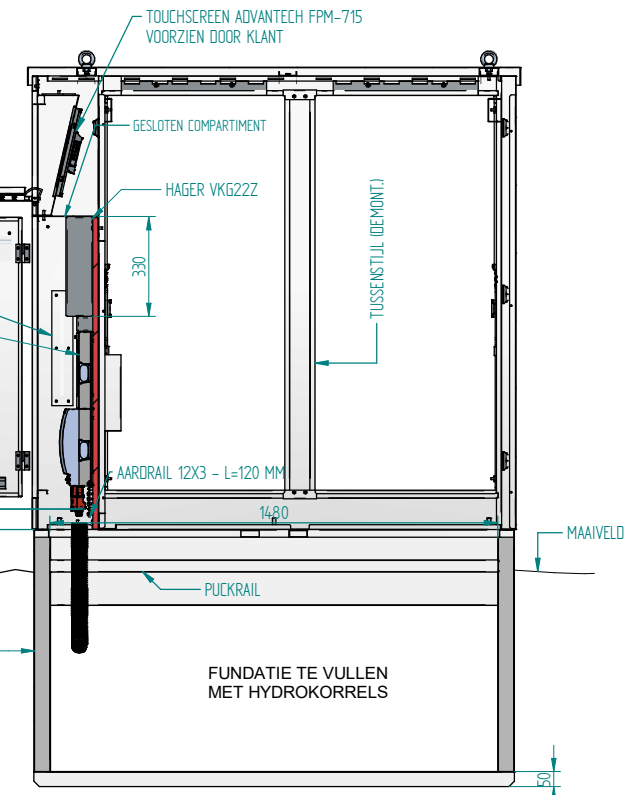 TOUCHSCREEN ADVANTECH FPM-715
VOORZIEN DOOR KLANT
GESLOTEN COMPARTIMENT
HAGER VKG22Z
330
TUSSENSTIJL (DEMONT.)
AARDRAIL 12X3 - L=120 MM
1480
MAAIVELD
PUCKRAIL
FUNDATIE TE VULLEN
MET HYDROKORRELS
50